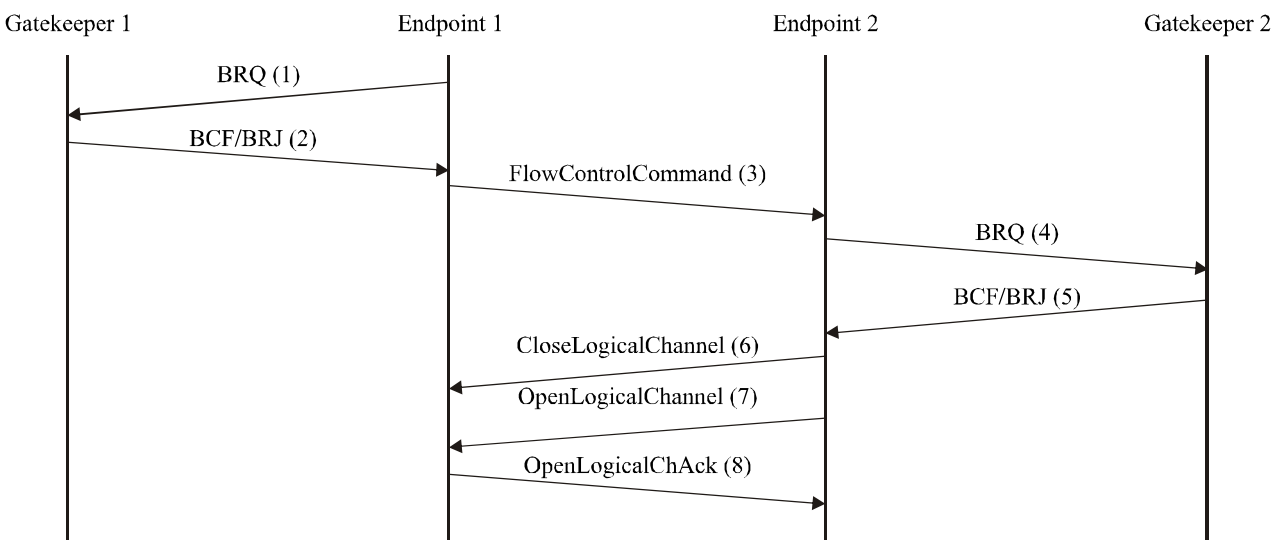 Gatekeeper 1 Endpoint 1 Endpoint 2 Gatekeeper 2
BRQ (1)
BCF/BRJ (2)
FlowControlCommand (3)
BRQ (4)
BCF/BRJ (5)
CloseLogicalChannel (6)
OpenLogicalChannel (7)
OpenLogicalChAck (8)